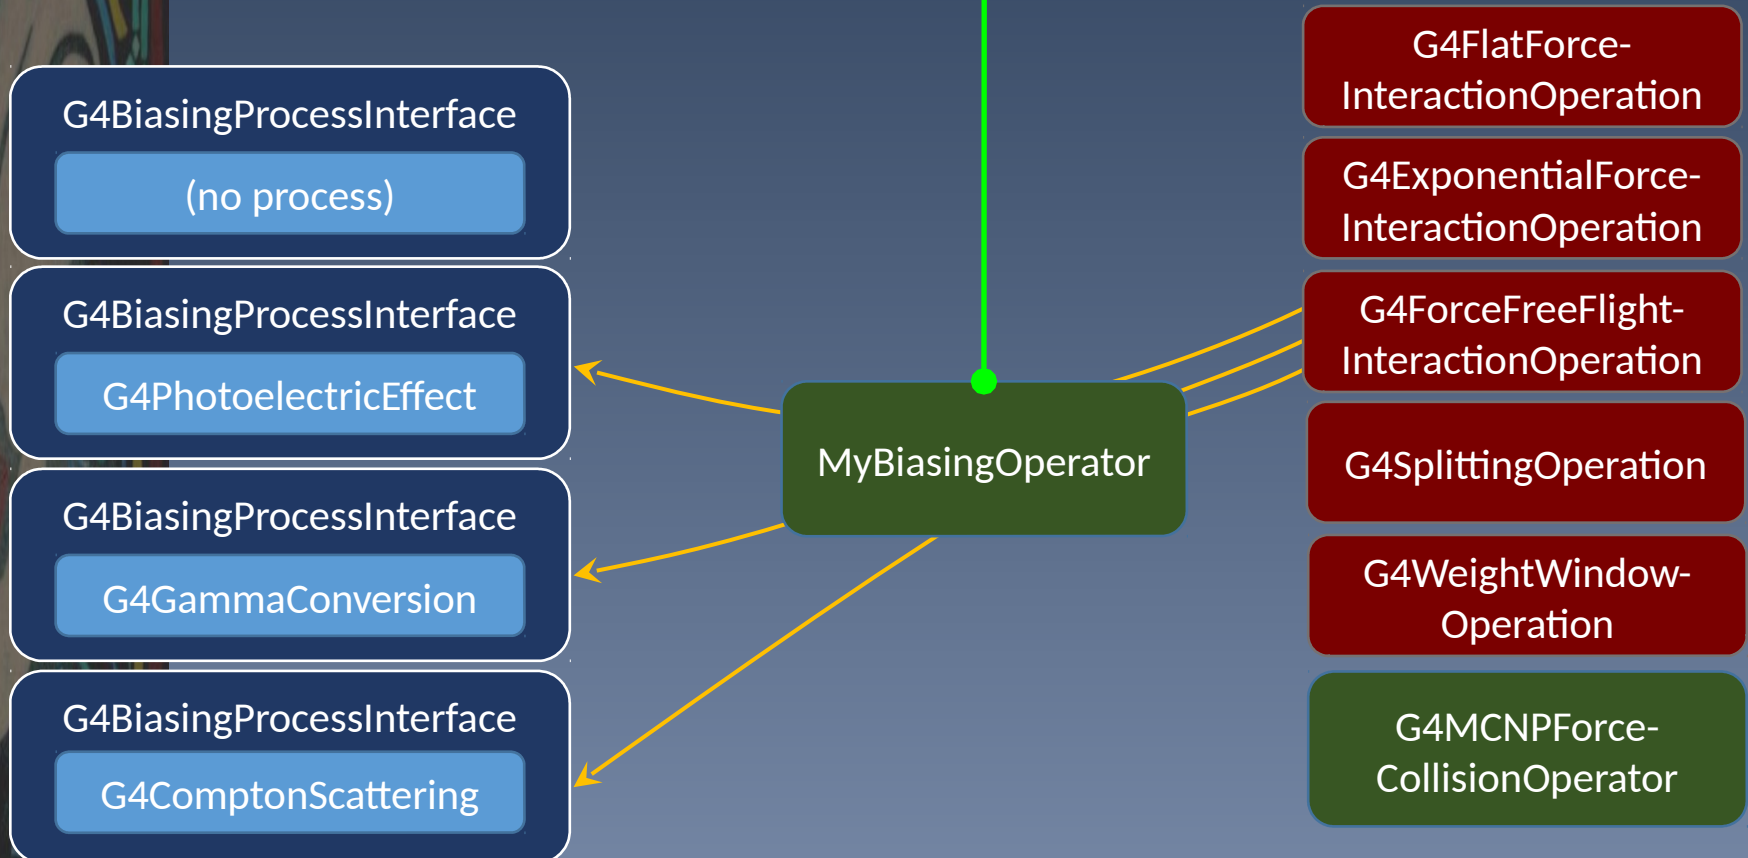 G4BiasingProcessInterface
(no process)
G4BiasingProcessInterface
G4PhotoelectricEffect
G4BiasingProcessInterface
G4GammaConversion
G4BiasingProcessInterface
G4ComptonScattering
MyBiasingOperator
G4FlatForce-
InteractionOperation
G4ExponentialForce-
InteractionOperation
G4ForceFreeFlight-
InteractionOperation
G4SplittingOperation
G4WeightWindow-
Operation
G4MCNPForce-
CollisionOperator